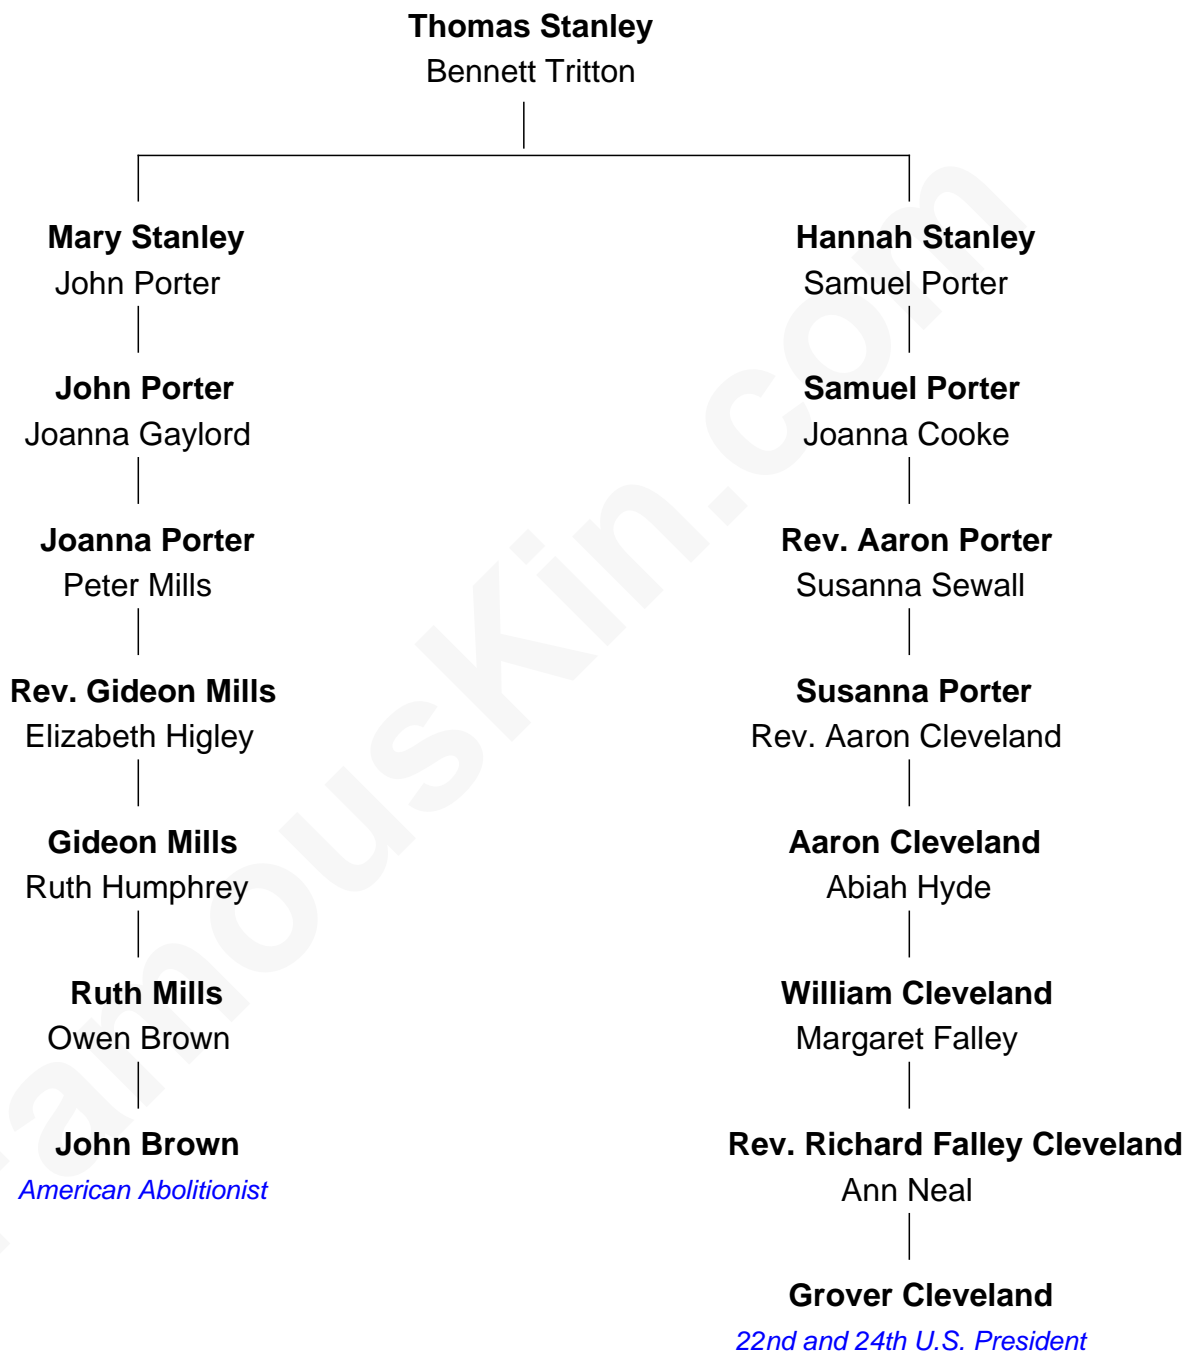 Thomas Stanley
Bennett Tritton
Mary Stanley
John Porter
Hannah Stanley
Samuel Porter
John Porter
Joanna Gaylord
Samuel Porter
Joanna Cooke
Joanna Porter
Peter Mills
Rev. Aaron Porter
Susanna Sewall
Rev. Gideon Mills
Elizabeth Higley
Susanna Porter
Rev. Aaron Cleveland
Gideon Mills
Ruth Humphrey
Aaron Cleveland
Abiah Hyde
Ruth Mills
Owen Brown
William Cleveland
Margaret Falley
John Brown
American Abolitionist
Rev. Richard Falley Cleveland
Ann Neal
Grover Cleveland
22nd and 24th U.S. President
FamousKin.com